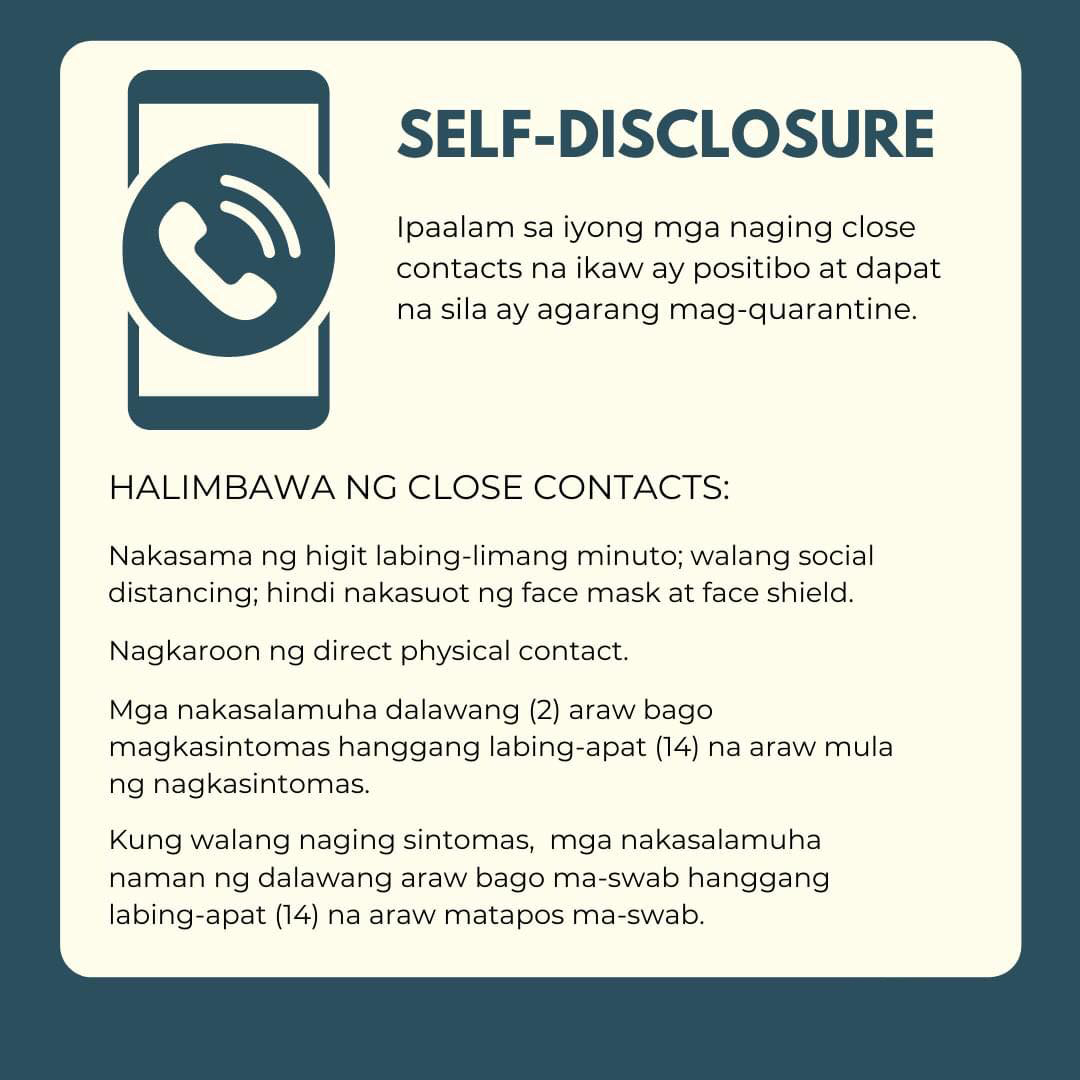 SELF-DISCLOSURE
Ipaalam sa iyong mga naging close
contacts na ikaw ay positibo at dapat
na sila ay agarang mag-quarantine.
HALIMBAWA NG CLOSE CONTACTS:
Nakasama ng higit labing-limang minuto; walang social
distancing; hindi nakasuot ng face mask at face shield.
Nagkaroon ng direct physical contact.
Mga nakasalamuha dalawang (2) araw bago
magkasintomas hanggang labing-apat (14) na araw mula
ng nagkasintomas.
Kung walang naging sintomas,  mga nakasalamuha
naman ng dalawang araw bago ma-swab hanggang
labing-apat (14) na araw matapos ma-swab.